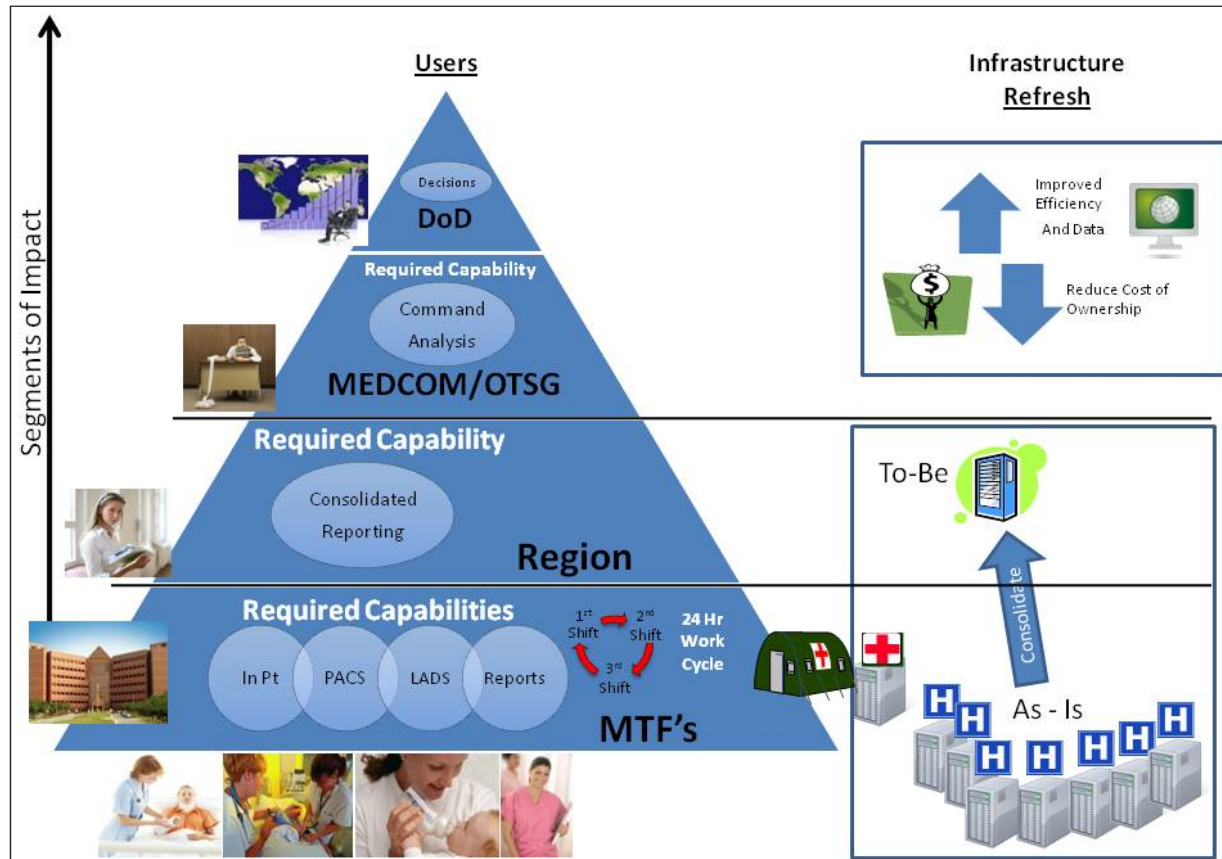 Segments of Impact
Users
Decisions
DoD
Required Capability
Command
Analysis
MEDCOM/OTSG
Required Capability
Consolidated
Reporting
Region
Required Capabilities
In Pt
PACS
LADS
Reports
1st
Shift
2nd
Shift
3rd
Shift
24 Hr
Work
Cycle
MTF's
Infrastructure
Refresh
Improved
Efficiency
And Data
$
Reduce Cost of
Ownership
To-Be
Consolidate
As - Is
H
H
H
H
H
H
H